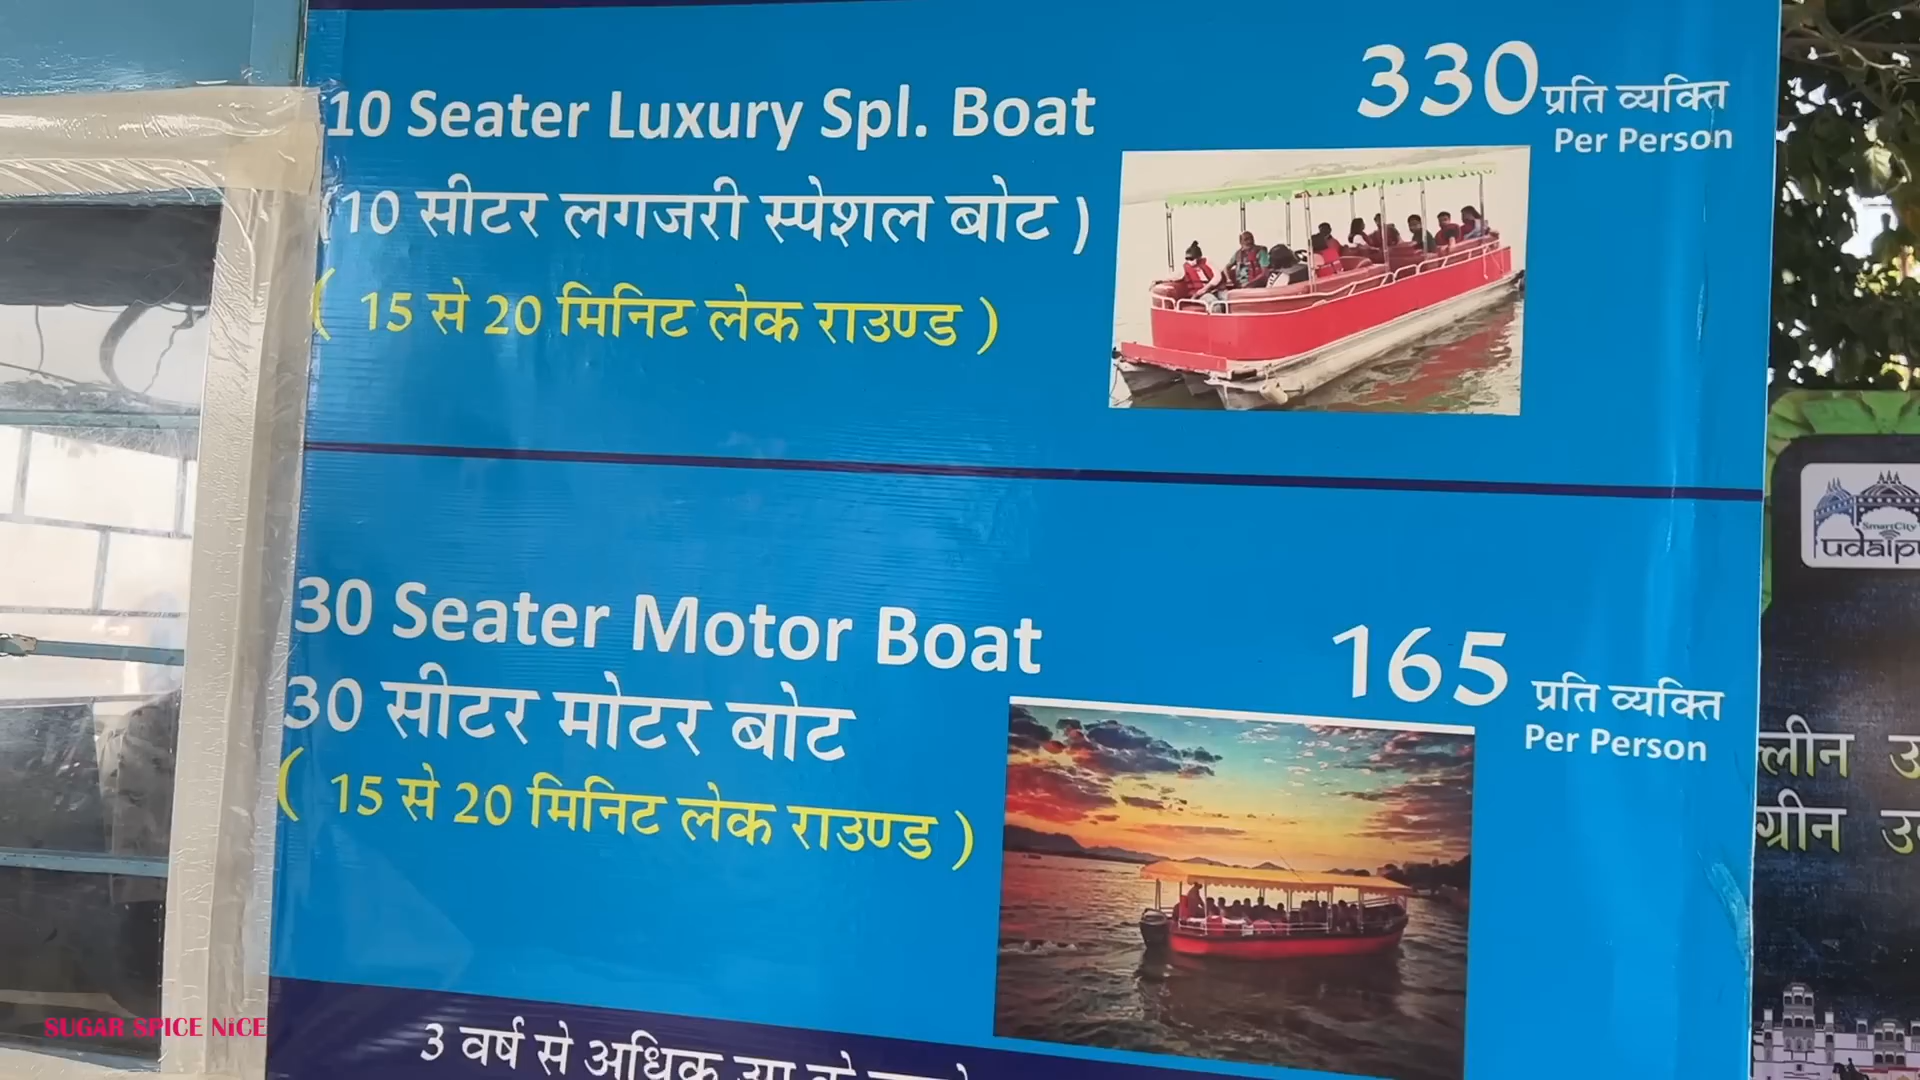 330 प्रति व्यक्ति
Per Person
10 Seater Luxury Spl. Boat
(10 सीटर लगजरी स्पेशल बोट )
( 15 से 20 मिनिट लेक राउण्ड )
30 Seater Motor Boat
30 सीटर मोटर बोट
165 प्रति व्यक्ति
Per Person
( 15 से 20 मिनिट लेक राउण्ड )
3 वर्ष से अधिक
SmartCity
udaipu
लीन उ
ग्रीन उ
SUGAR SPICE NiCE